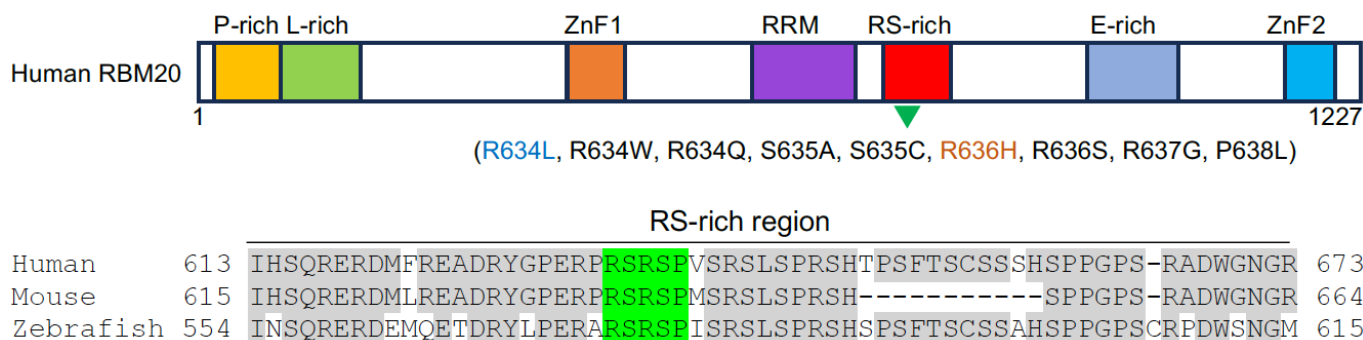 P-rich L-rich ZnF1 RRM RS-rich E-rich ZnF2
Human RBM20
1 1227
(R634L, R634W, R634Q, S635A, S635C, R636H, R636S, R637G, P638L)
RS-rich region
Human 613 IHSQRERDMFREADRYGPERPRSRSPVSRSLSPRSHTPSFTSCSSSHSPPGPS-RADWGNGR 673
Mouse 615 IHSQRERDMLREADRYGPERPRSRSPMSRSLSPRSH-----------SPPGPS-RADWGNGR 664
Zebrafish 554 INSQRERDEMQETDRYLPERARSRSPISRSLSPRSHSPSFTSCSSAHSPPGPSCRPDWSNGM 615